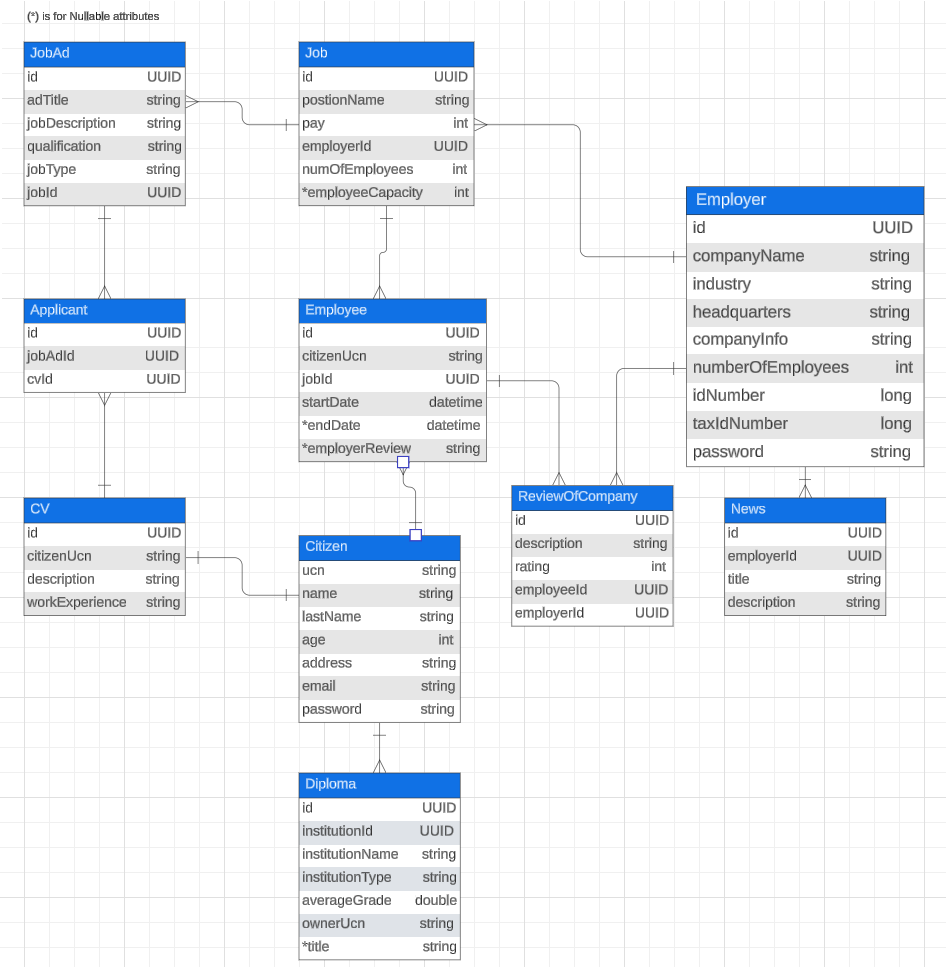 (*) is for Nullable attributes
JobAd
id UUID
adTitle string
jobDescription string
qualification string
jobType string
jobId UUID
Job
id UUID
postionName string
pay int
employerId UUID
numOfEmployees int
*employeeCapacity int
Employer
id UUID
companyName string
industry string
headquarters string
companyInfo string
numberOfEmployees int
idNumber long
taxIdNumber long
password string
Applicant
id UUID
jobAdId UUID
cvId UUID
Employee
id UUID
citizenUcn string
jobId UUID
startDate datetime
*endDate datetime
*employerReview string
CV
id UUID
citizenUcn string
description string
workExperience string
Citizen
ucn string
name string
lastName string
age int
address string
email string
password string
ReviewOfCompany
id UUID
description string
rating int
employeeId UUID
employerId UUID
News
id UUID
employerId UUID
title string
description string
Diploma
id UUID
institutionId UUID
institutionName string
institutionType string
averageGrade double
ownerUcn string
*title string